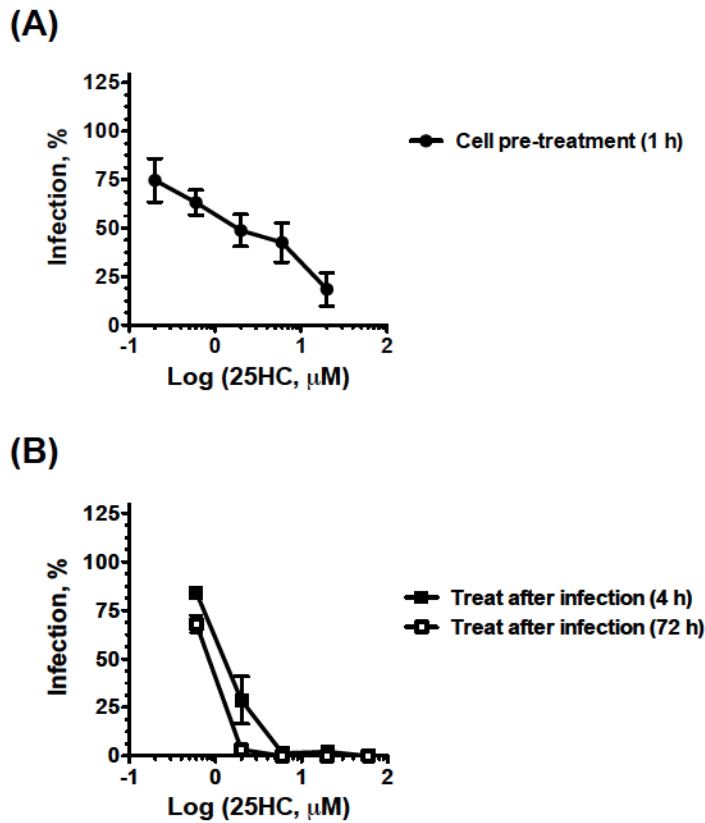 (A)
125
100
75
50
25
0
Infection, %
-1 0 1 2
Log (25HC, μM)
Cell pre-treatment (1 h)
(B)
125
100
75
50
25
0
Infection, %
-1 0 1 2
Log (25HC, μM)
Treat after infection (4 h)
Treat after infection (72 h)